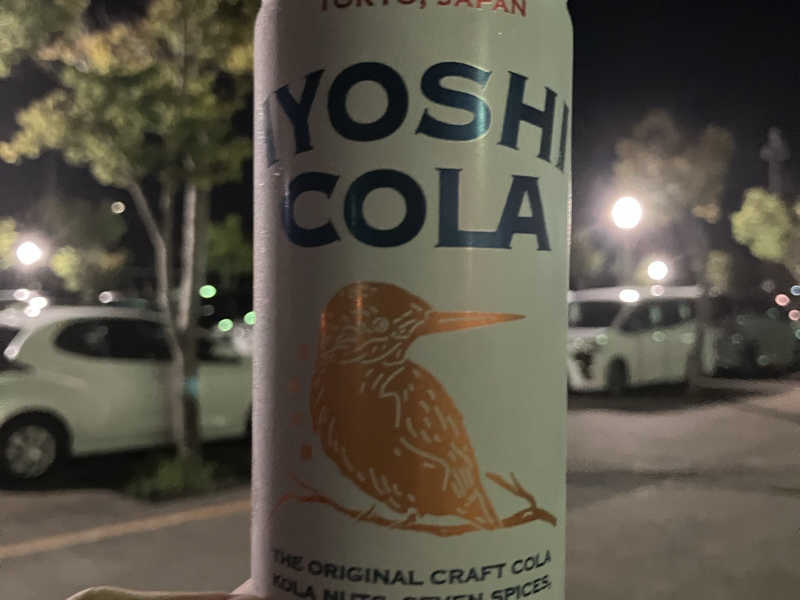 TOKYO, JAPAN
IYOSHI
COLA
THE ORIGINAL CRAFT COLA
KOLA NUTS, SEVEN SPICES,